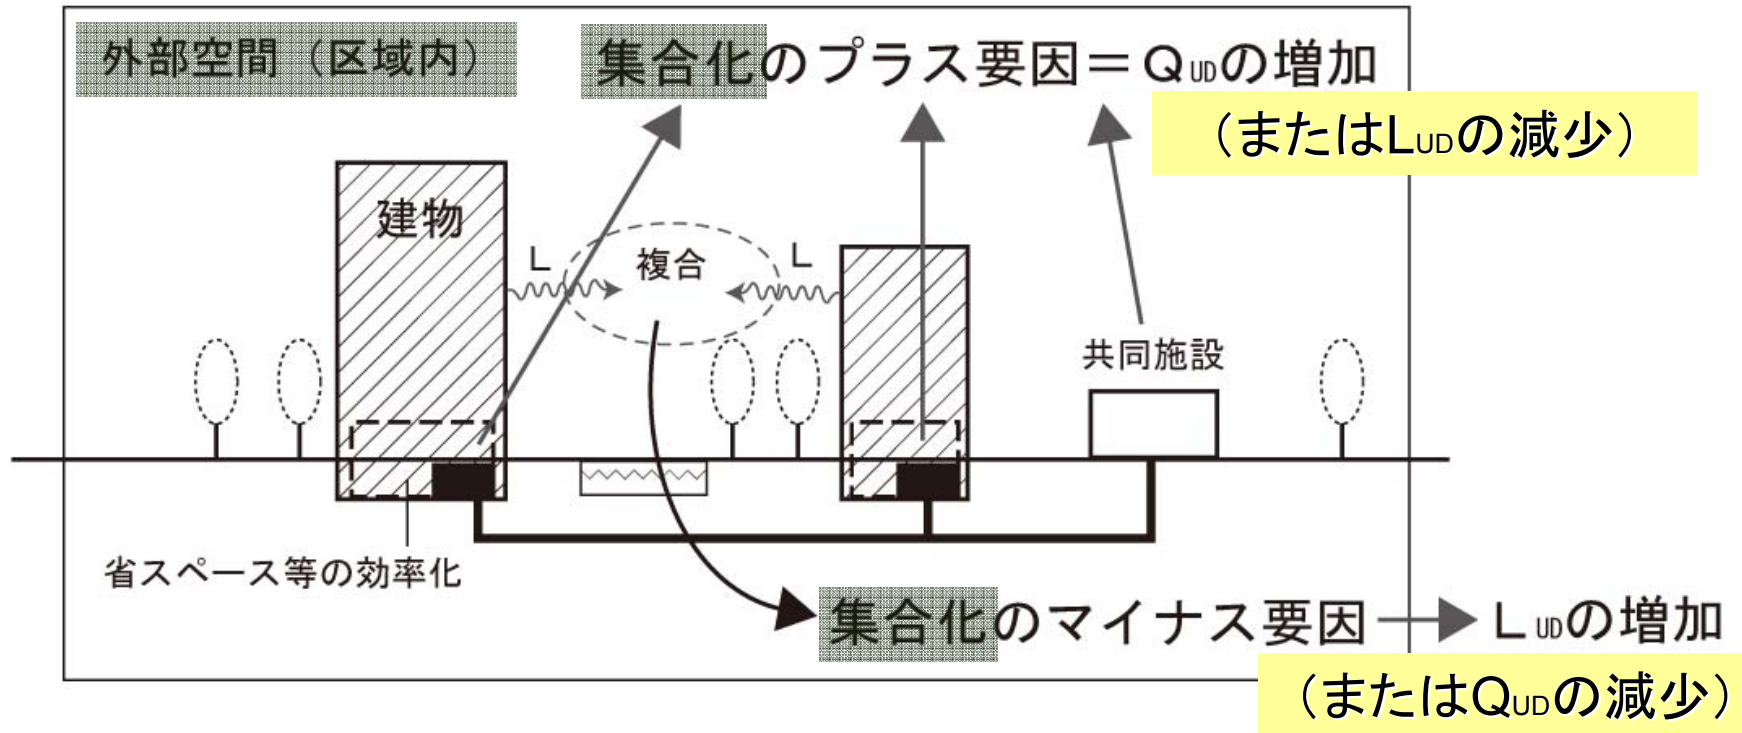 外部空間（区域内）
集合化のプラス要因＝QUDの増加
（またはLUDの減少）
建物
L
複合
L
共同施設
省スペース等の効率化
集合化のマイナス要因
LUDの増加
（またはQUDの減少）